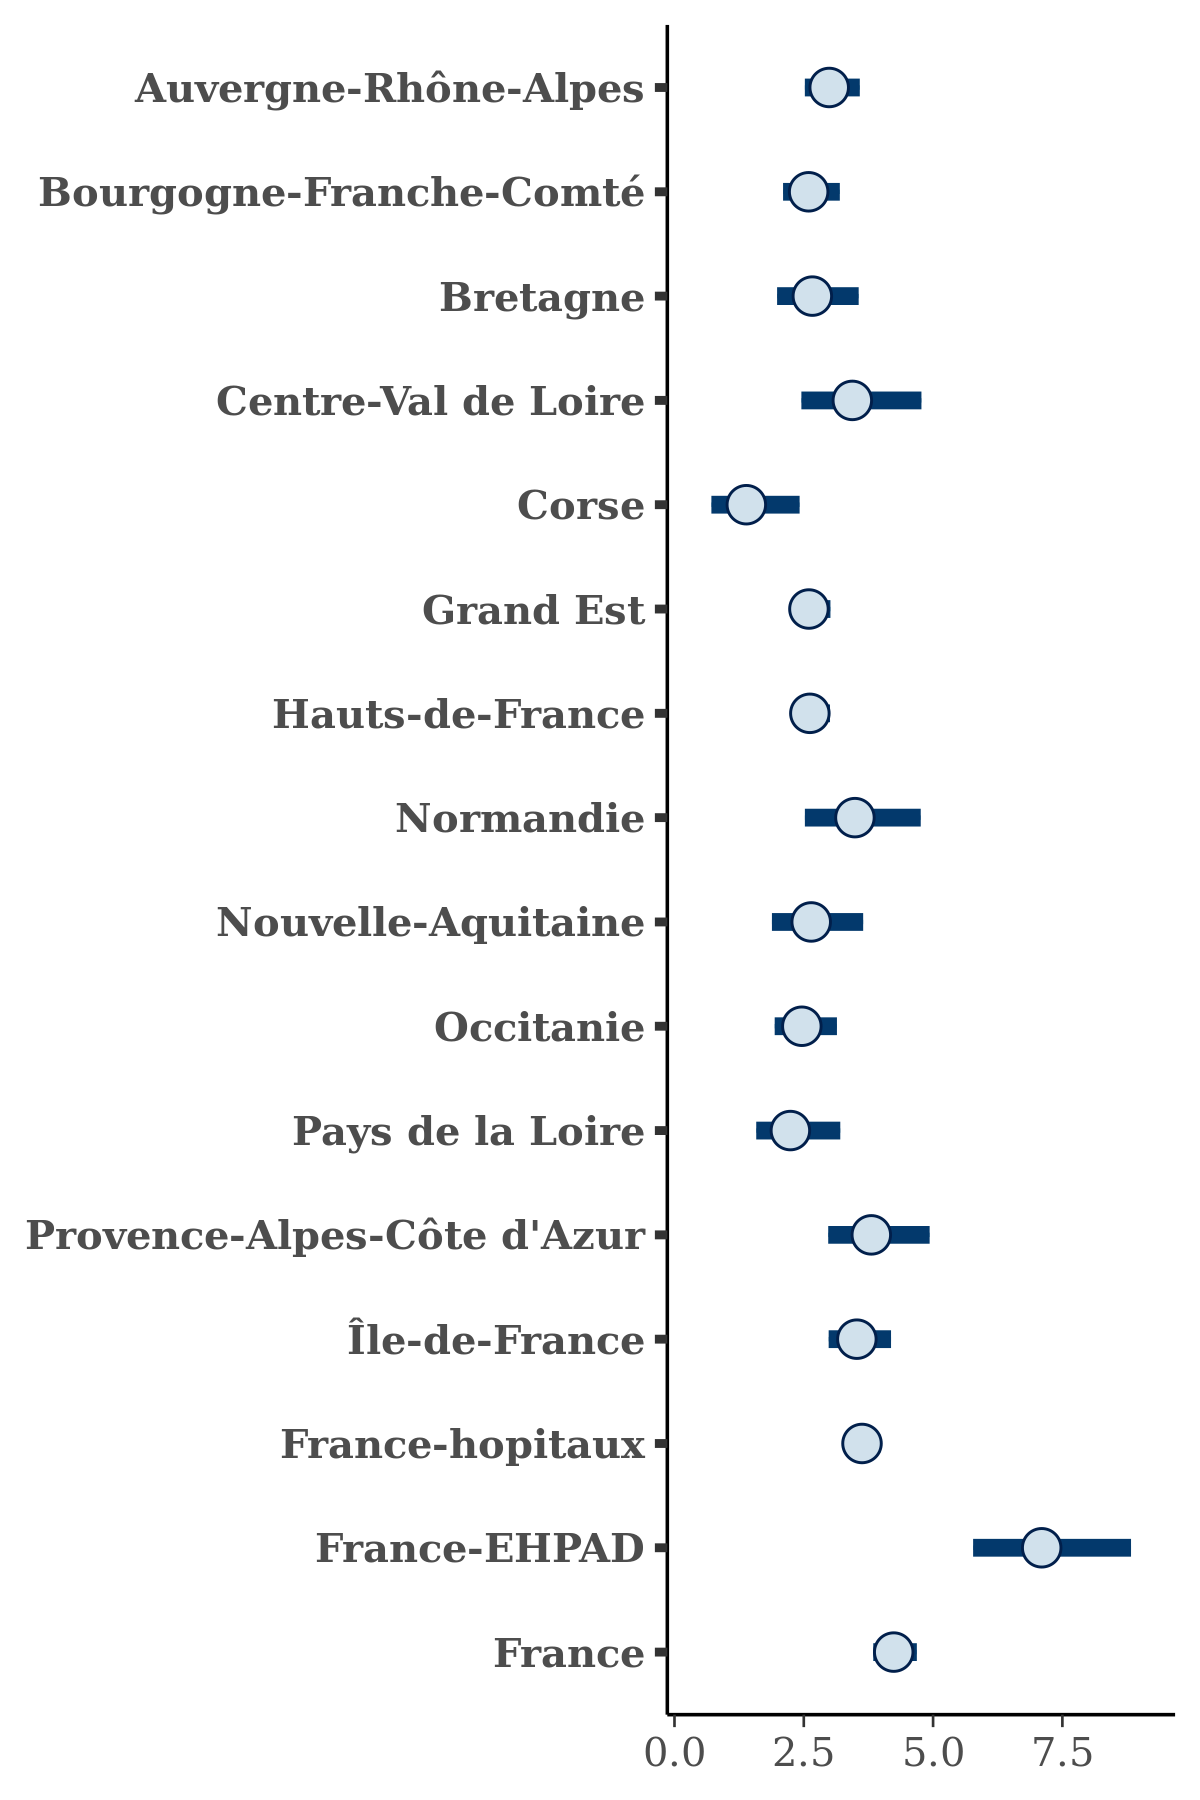 Auvergne-Rhône-Alpes
Bourgogne-Franche-Comté
Bretagne
Centre-Val de Loire
Corse
Grand Est
Hauts-de-France
Normandie
Nouvelle-Aquitaine
Occitanie
Pays de la Loire
Provence-Alpes-Côte d'Azur
Île-de-France
France-hopitaux
France-EHPAD
France
0.0 2.5 5.0 7.5